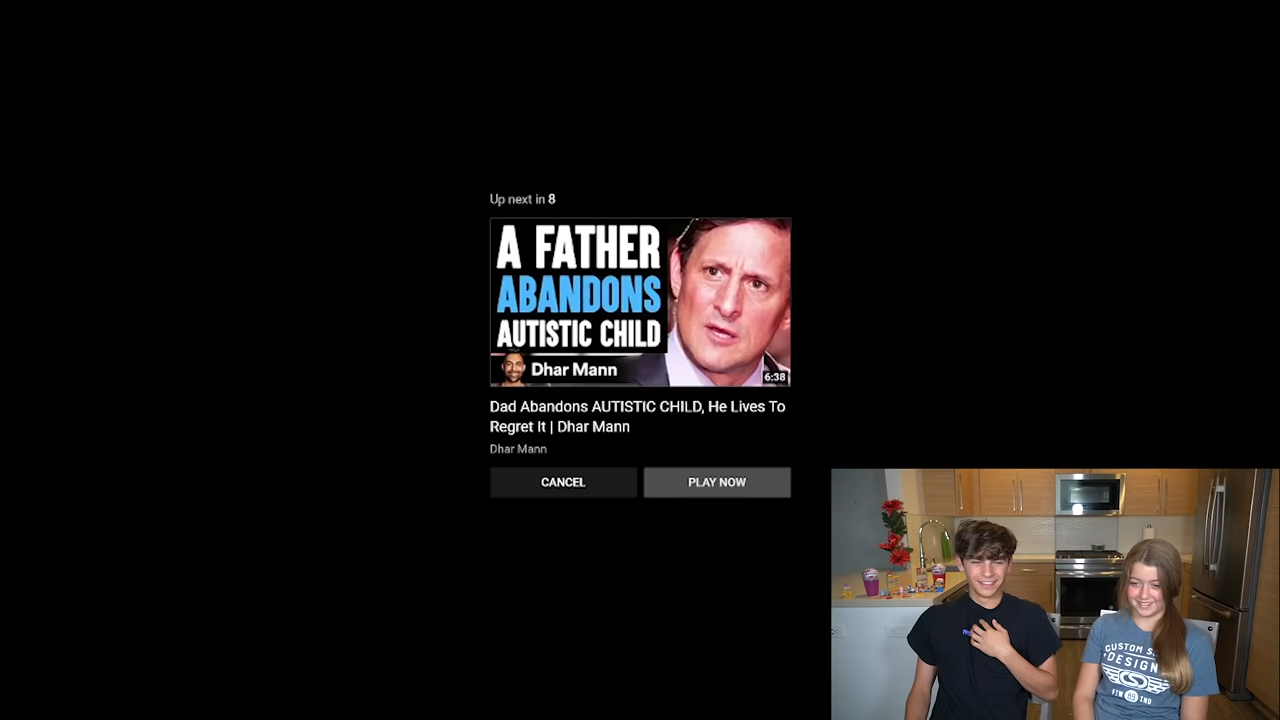 Up next in 8
A FATHER
ABANDONS
AUTISTIC CHILD
Dhar Mann
6:38
Dad Abandons AUTISTIC CHILD, He Lives To
Regret It | Dhar Mann
Dhar Mann
CANCEL
PLAY NOW
DESIGN